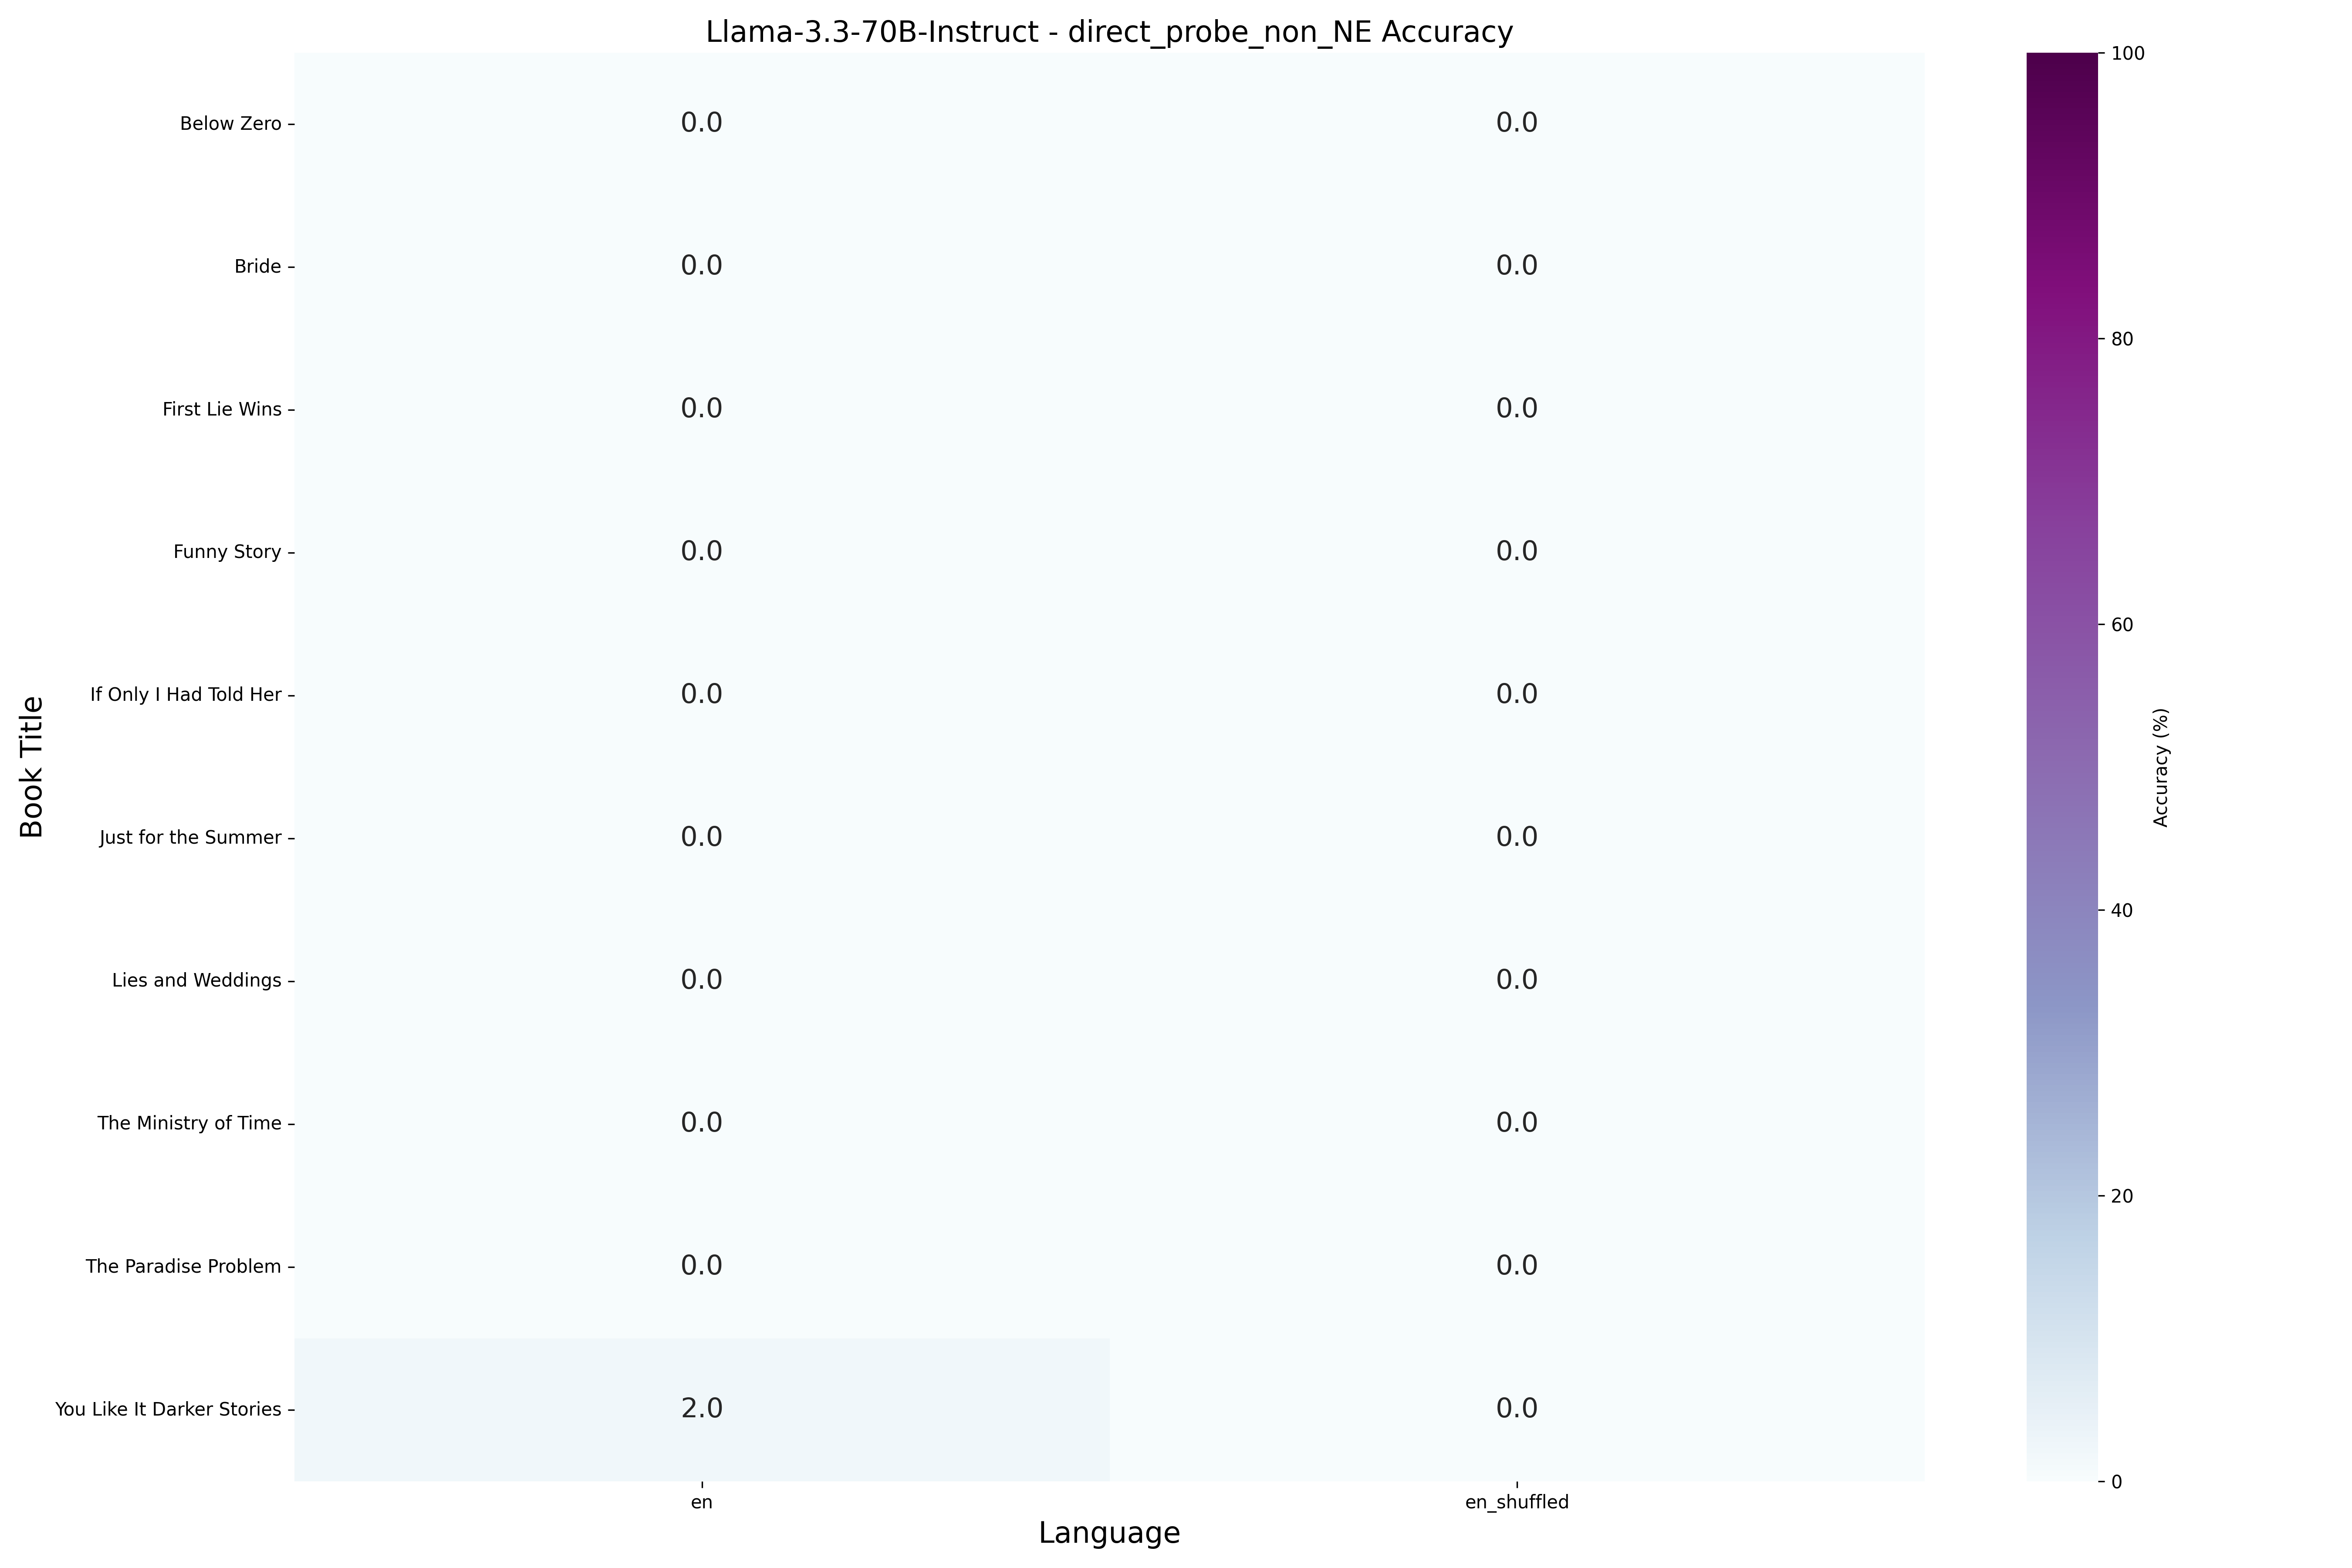 Llama-3.3-70B-Instruct - direct_probe_non_NE Accuracy
Book Title
Below Zero 0.0 0.0
Bride 0.0 0.0
First Lie Wins 0.0 0.0
Funny Story 0.0 0.0
If Only I Had Told Her 0.0 0.0
Just for the Summer 0.0 0.0
Lies and Weddings 0.0 0.0
The Ministry of Time 0.0 0.0
The Paradise Problem 0.0 0.0
You Like It Darker Stories 2.0 0.0
en en_shuffled
Language
100
80
60
40
20
0
Accuracy (%)